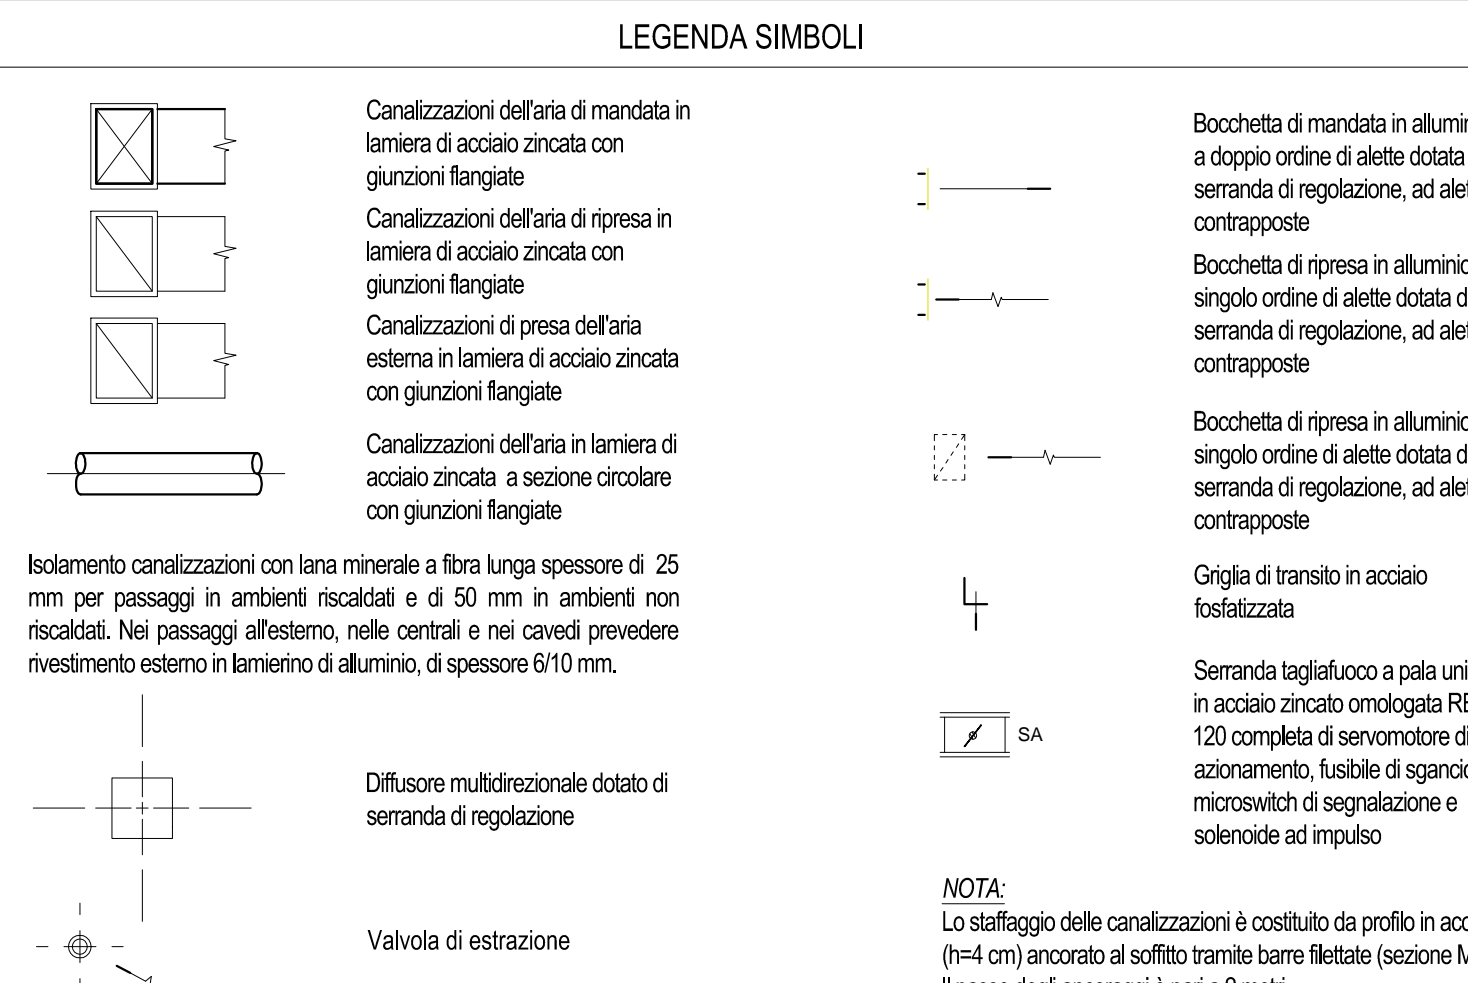 LEGENDA SIMBOLI
Canalizzazioni dell'aria di mandata in
lamiera di acciaio zincata con
giunzioni flangiate
Canalizzazioni dell'aria di ripresa in
lamiera di acciaio zincata con
giunzioni flangiate
Canalizzazioni di presa dell'aria
esterna in lamiera di acciaio zincata
con giunzioni flangiate
Canalizzazioni dell'aria in lamiera di
acciaio zincata a sezione circolare
con giunzioni flangiate
Isolamento canalizzazioni con lana minerale a fibra lunga spessore di 25
mm per passaggi in ambienti riscaldati e di 50 mm in ambienti non
riscaldati. Nei passaggi all'esterno, nelle centrali e nei cavedi prevedere
rivestimento esterno in lamierino di alluminio, di spessore 6/10 mm.
Diffusore multidirezionale dotato di
serranda di regolazione
Valvola di estrazione
Bocchetta di mandata in
a doppio ordine di alette dotata
serranda di regolazione, ad
contrapposte
Bocchetta di ripresa in alluminio
singolo ordine di alette dotata
serranda di regolazione, ad
contrapposte
Bocchetta di ripresa in alluminio
singolo ordine di alette dotata
serranda di regolazione, ad
contrapposte
Griglia di transito in acciaio
fosfatizzata
Serranda tagliafuoco a pala
in acciaio zincato omologata
SA
120 completa di servomotore di
azionamento, fusibile di
microswitch di segnalazione e
solenoide ad impulso
NOTA:
Lo staffaggio delle canalizzazioni è costituito da profilo in
(h=4 cm) ancorato al soffitto tramite barre filettate (sezione
Il passo degli ancoraggi è pari a 2 metri